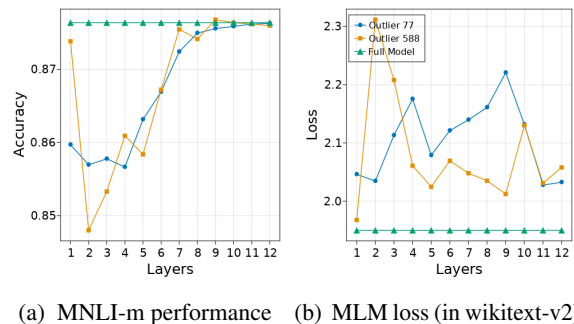 Accuracy
0.87
0.86
0.85
1 2 3 4 5 6 7 8 9 10 11 12
Layers
(a) MNLI-m performance
Outlier 77
Outlier 588
Full Model
Loss
2.3
2.2
2.1
2.0
1 2 3 4 5 6 7 8 9 10 11 12
Layers
(b) MLM loss (in wikitext-v2